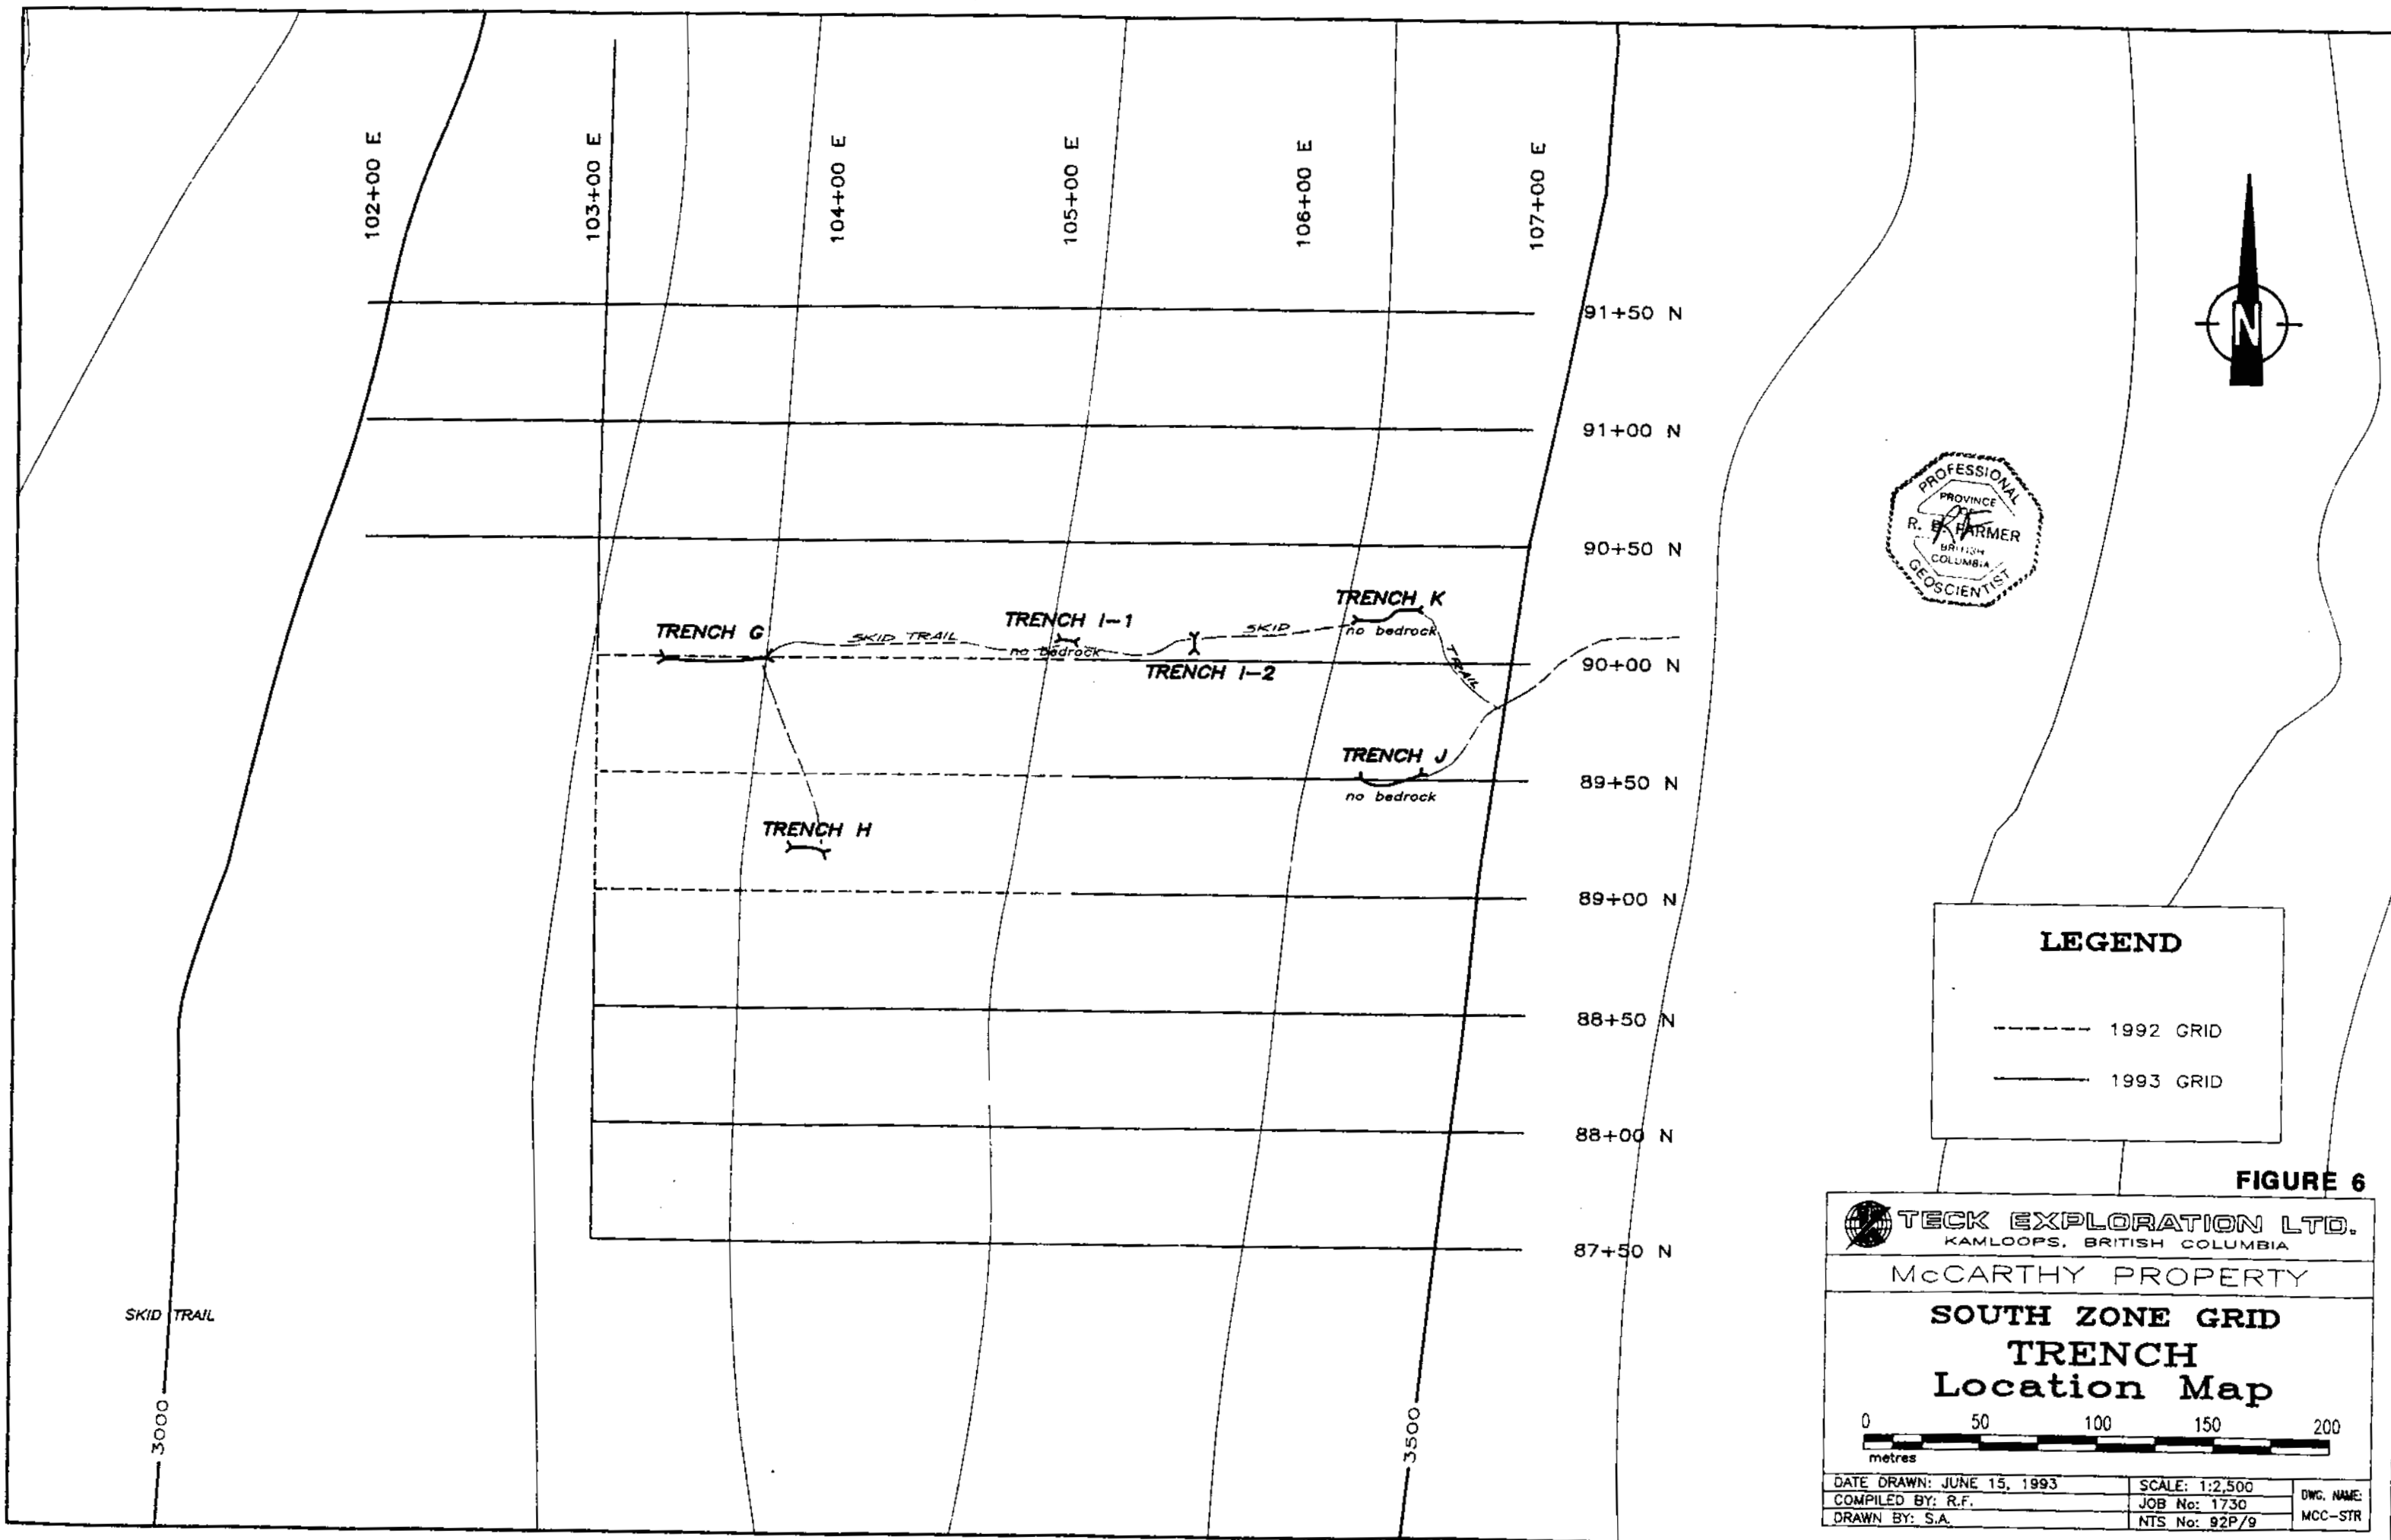 102+00 E
103+00 E
104+00 E
105+00 E
106+00 E
107+00 E
91+50 N
91+00 N
90+50 N
90+00 N
89+50 N
89+00 N
88+50 N
88+00 N
87+50 N
N
PROFESSIONAL
PROVINCE
OF
R. B. FARMER
BRITISH
COLUMBIA
GEOSCIENTIST
TRENCH G
SKID TRAIL
TRENCH I-1
no bedrock
TRENCH I-2
SKID
TRAIL
TRENCH K
no bedrock
TRENCH J
no bedrock
TRENCH H
SKID TRAIL
3000
3500
LEGEND
1992 GRID
1993 GRID
FIGURE 6
TECK EXPLORATION LTD.
KAMLOOPS, BRITISH COLUMBIA
McCARTHY PROPERTY
SOUTH ZONE GRID
TRENCH
Location Map
0 50 100 150 200
metres
DATE DRAWN: JUNE 15, 1993
SCALE: 1:2,500
DWG. NAME:
COMPILED BY: R.F.
JOB No: 1730
MCC-STR
DRAWN BY: S.A.
NTS No: 92P/9